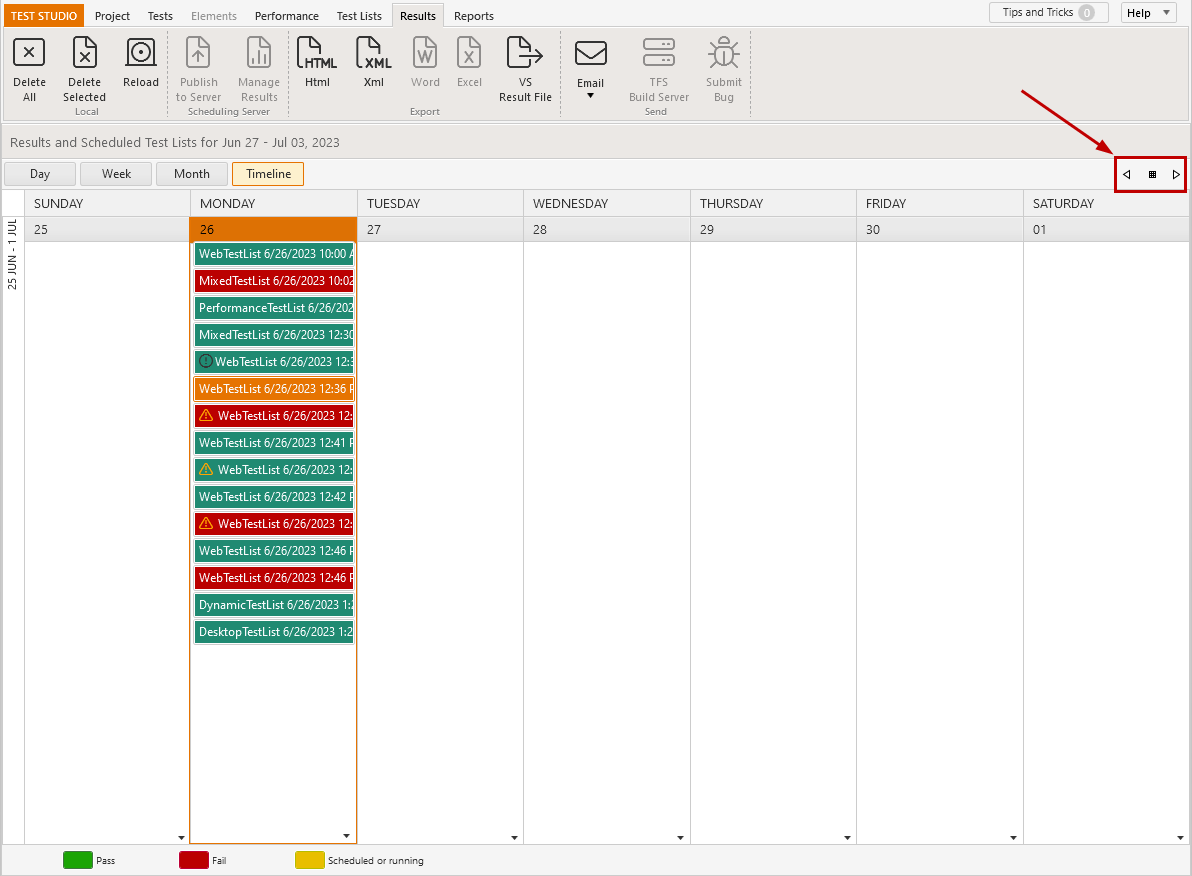 TEST STUDIO Project Tests Elements Performance Test Lists Results Reports Tips and Tricks 0 Help
Delete All
Delete Selected
Reload
Local
Publish to Server
Manage Results
Scheduling Server
HTML Html
XML Xml
W Word
X Excel
VS Result File
Export
Email
TFS Build Server
Submit Bug
Send
Results and Scheduled Test Lists for Jun 27 - Jul 03, 2023
Day Week Month Timeline
SUNDAY MONDAY TUESDAY WEDNESDAY THURSDAY FRIDAY SATURDAY
25 JUN - 1 JUL
25 26 27 28 29 30 01
WebTestList 6/26/2023 10:00 A
MixedTestList 6/26/2023 10:02
PerformanceTestList 6/26/202
MixedTestList 6/26/2023 12:30
WebTestList 6/26/2023 12:3
WebTestList 6/26/2023 12:36 P
WebTestList 6/26/2023 12:
WebTestList 6/26/2023 12:41 P
WebTestList 6/26/2023 12:
WebTestList 6/26/2023 12:42 P
WebTestList 6/26/2023 12:
WebTestList 6/26/2023 12:46 P
WebTestList 6/26/2023 12:46 P
DynamicTestList 6/26/2023 1:2
DesktopTestList 6/26/2023 1:2
Pass Fail Scheduled or running